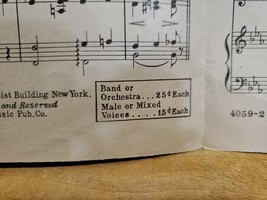 ist Building New York.
and Reserved
usic Pub. Co.
Band or
Orchestra... 25¢ Each
Male or Mixed
Voices.... 15¢ Each
4059-2